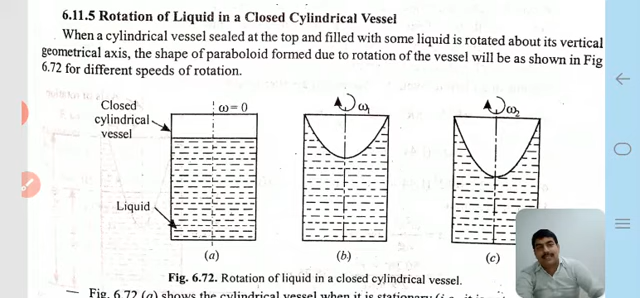 6.11.5 Rotation of Liquid in a Closed Cylindrical Vessel
When a cylindrical vessel sealed at the top and filled with some liquid is rotated about its vertical
geometrical axis, the shape of paraboloid formed due to rotation of the vessel will be as shown in Fig
6.72 for different speeds of rotation.
Closed
cylindrical
vessel
ω = 0
ω₁
ω₂
Liquid
(a)
(b)
(c)
Fig. 6.72. Rotation of liquid in a closed cylindrical vessel.
Fig. 6.72 (a) shows the cylindrical vessel when it is stationary